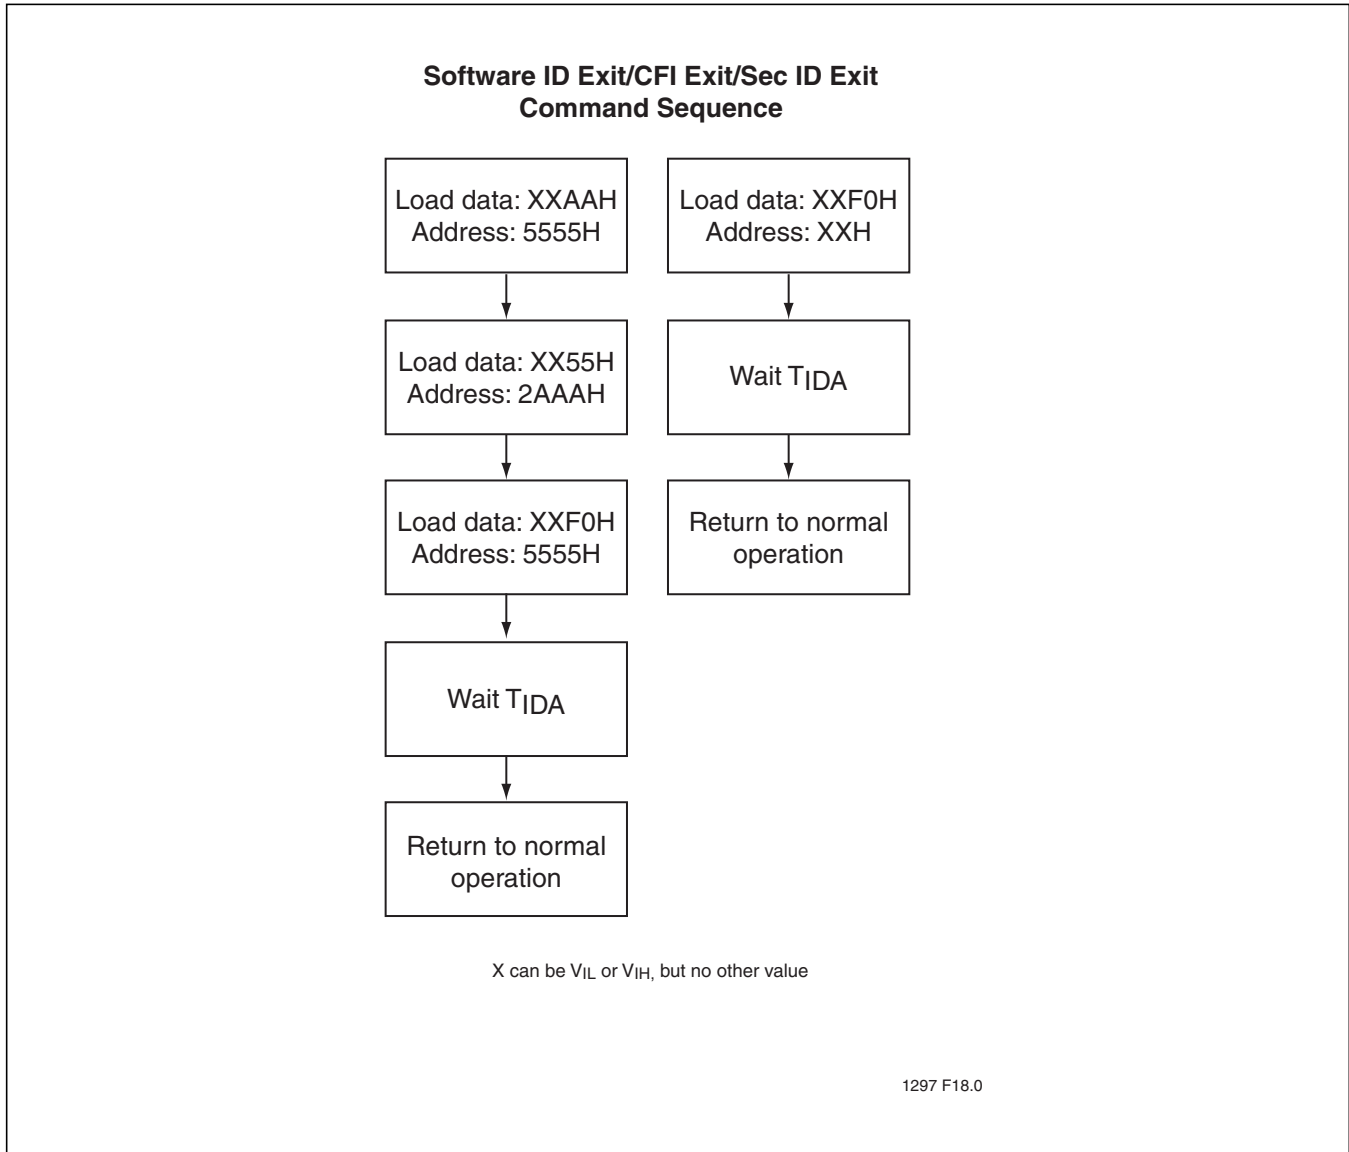 Software ID Exit/CFI Exit/Sec ID Exit
Command Sequence
Load data: XXAAH
Address: 5555H
Load data: XX55H
Address: 2AAAH
Load data: XXF0H
Address: 5555H
Wait TIDA
Return to normal
operation
Load data: XXF0H
Address: XXH
Wait TIDA
Return to normal
operation
X can be VIL or VIH, but no other value
1297 F18.0